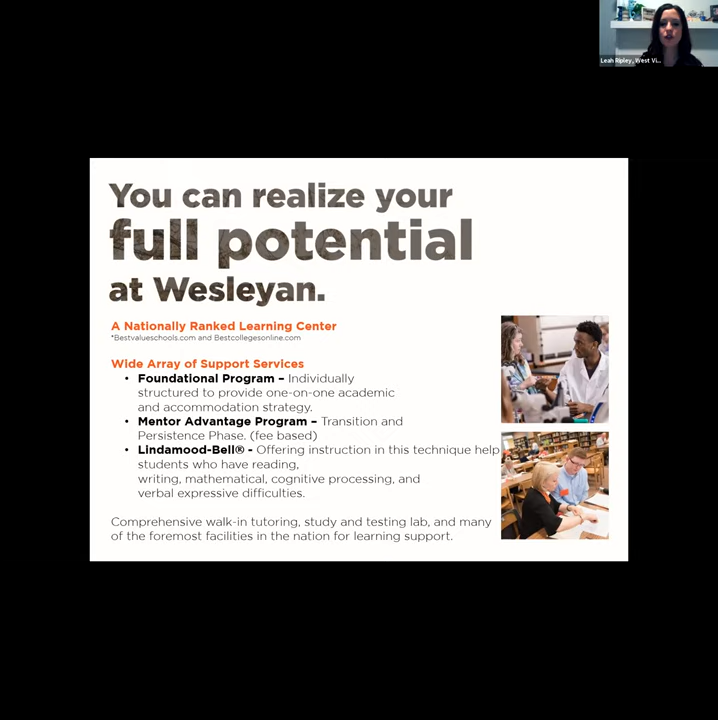 Leah Ripley, West Vi...
You can realize your
full potential
at Wesleyan.
A Nationally Ranked Learning Center
*Bestvalueschools.com and Bestcollegesonline.com
Wide Array of Support Services
• Foundational Program – Individually
structured to provide one-on-one academic
and accommodation strategy.
• Mentor Advantage Program – Transition and
Persistence Phase. (fee based)
• Lindamood-Bell® - Offering instruction in this technique help
students who have reading,
writing, mathematical, cognitive processing, and
verbal expressive difficulties.
Comprehensive walk-in tutoring, study and testing lab, and many
of the foremost facilities in the nation for learning support.